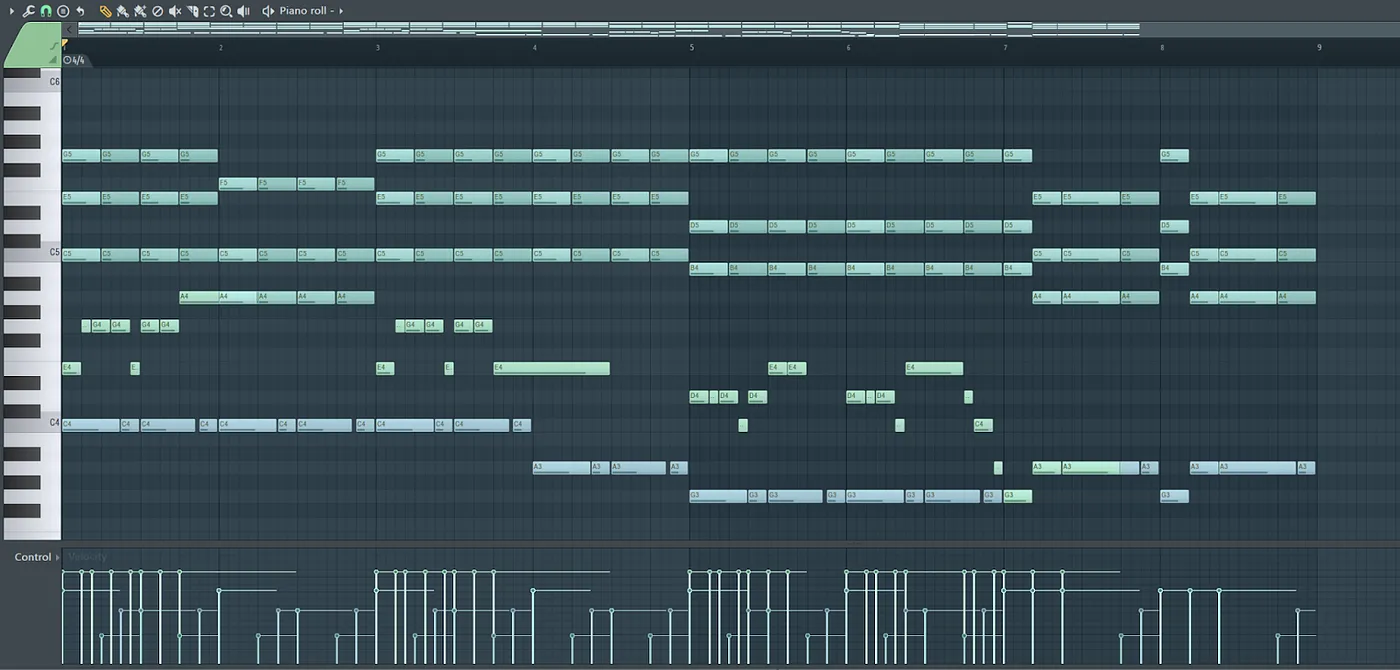 Piano roll -
2 3 4 5 6 7 8 9
4/4
C6
G5 G5 G5 G5 G5 G5 G5 G5 G5 G5 G5 G5 G5 G5 G5 G5 G5 G5 G5 G5 G5 G5
F5 F5 F5 F5
E5 E5 E5 E5 E5 E5 E5 E5 E5 E5 E5 E5 E5 E5 E5 E5 E5 E5
D5 D5 D5 D5 D5 D5 D5 D5 D5 D5
C5 C5 C5 C5 C5 C5 C5 C5 C5 C5 C5 C5 C5 C5 C5 C5 C5 C5 C5 C5 C5 C5 C5
B4 B4 B4 B4 B4 B4 B4 B4 B4 B4
A4 A4 A4 A4 A4 A4 A4 A4 A4 A4 A4
G4 G4 G4 G4 G4 G4 G4 G4
E4 E. E4 E. E4 E4 E4 E4
D4 D4 D4 D4 D4
C4 C4 C4 C4 C4 C4 C4 C4 C4 C4 C4 C4 C4 C4
A3 A3 A3 A3 A3 A3 A3 A3 A3 A3
G3 G3 G3 G3 G3 G3 G3 G3 G3 G3
Control Velocity